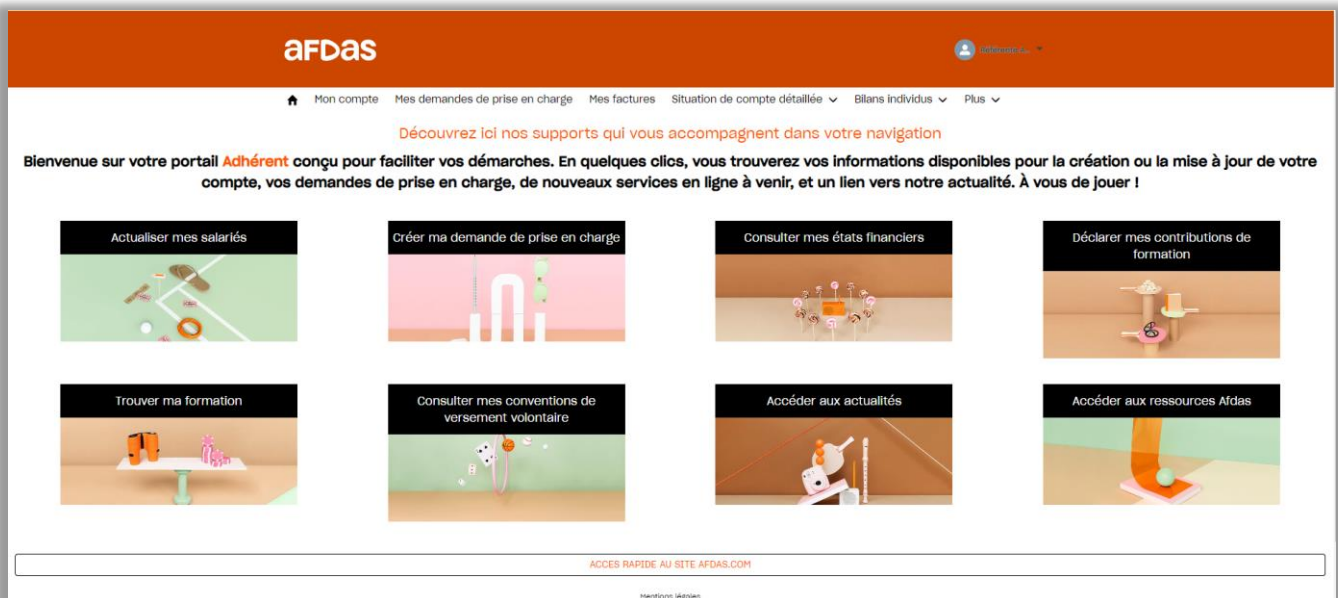 aFDas
Mon compte Mes demandes de prise en charge Mes factures Situation de compte détaillée Bilans individus Plus
Découvrez ici nos supports qui vous accompagnent dans votre navigation
Bienvenue sur votre portail Adhérent conçu pour faciliter vos démarches. En quelques clics, vous trouverez vos informations disponibles pour la création ou la mise à jour de votre
compte, vos demandes de prise en charge, de nouveaux services en ligne à venir, et un lien vers notre actualité. À vous de jouer !
Actualiser mes salariés
Créer ma demande de prise en charge
Consulter mes états financiers
Déclarer mes contributions de
formation
Trouver ma formation
Consulter mes conventions de
versement volontaire
Accéder aux actualités
Accéder aux ressources Afdas
ACCES RAPIDE AU SITE AFDAS.COM
Mentions légales